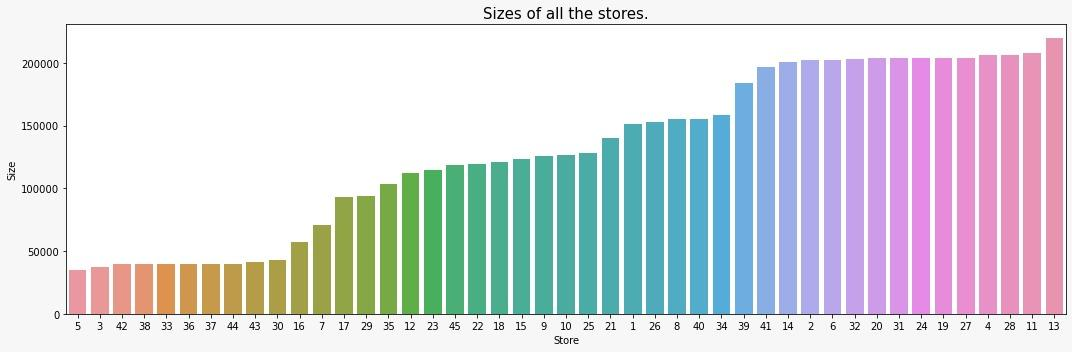 Sizes of all the stores.
200000
150000
100000
50000
0
Size
5 3 42 38 33 36 37 44 43 30 16 7 17 29 35 12 23 45 22 18 15 9 10 25 21 1 26 8 40 34 39 41 14 2 6 32 20 31 24 19 27 4 28 11 13
Store